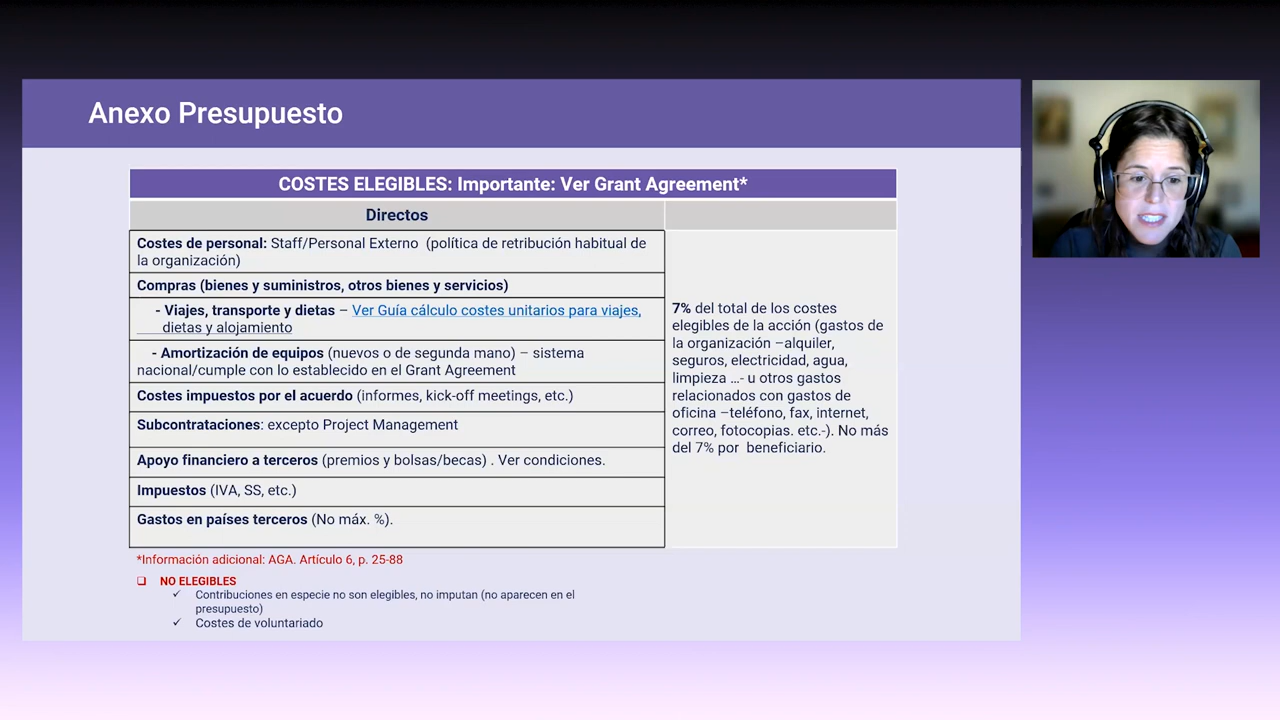 Anexo Presupuesto
COSTES ELEGIBLES: Importante: Ver Grant Agreement*
Directos
Costes de personal: Staff/Personal Externo (política de retribución habitual de
la organización)
Compras (bienes y suministros, otros bienes y servicios)
- Viajes, transporte y dietas – Ver Guía cálculo costes unitarios para viajes,
dietas y alojamiento
- Amortización de equipos (nuevos o de segunda mano) – sistema
nacional/cumple con lo establecido en el Grant Agreement
Costes impuestos por el acuerdo (informes, kick-off meetings, etc.)
Subcontrataciones: excepto Project Management
Apoyo financiero a terceros (premios y bolsas/becas) . Ver condiciones.
Impuestos (IVA, SS, etc.)
Gastos en países terceros (No máx. %).
7% del total de los costes
elegibles de la acción (gastos de
la organización –alquiler,
seguros, electricidad, agua,
limpieza …- u otros gastos
relacionados con gastos de
oficina –teléfono, fax, internet,
correo, fotocopias. etc.-). No más
del 7% por beneficiario.
*Información adicional: AGA. Artículo 6, p. 25-88
❑ NO ELEGIBLES
✓ Contribuciones en especie no son elegibles, no imputan (no aparecen en el
presupuesto)
✓ Costes de voluntariado